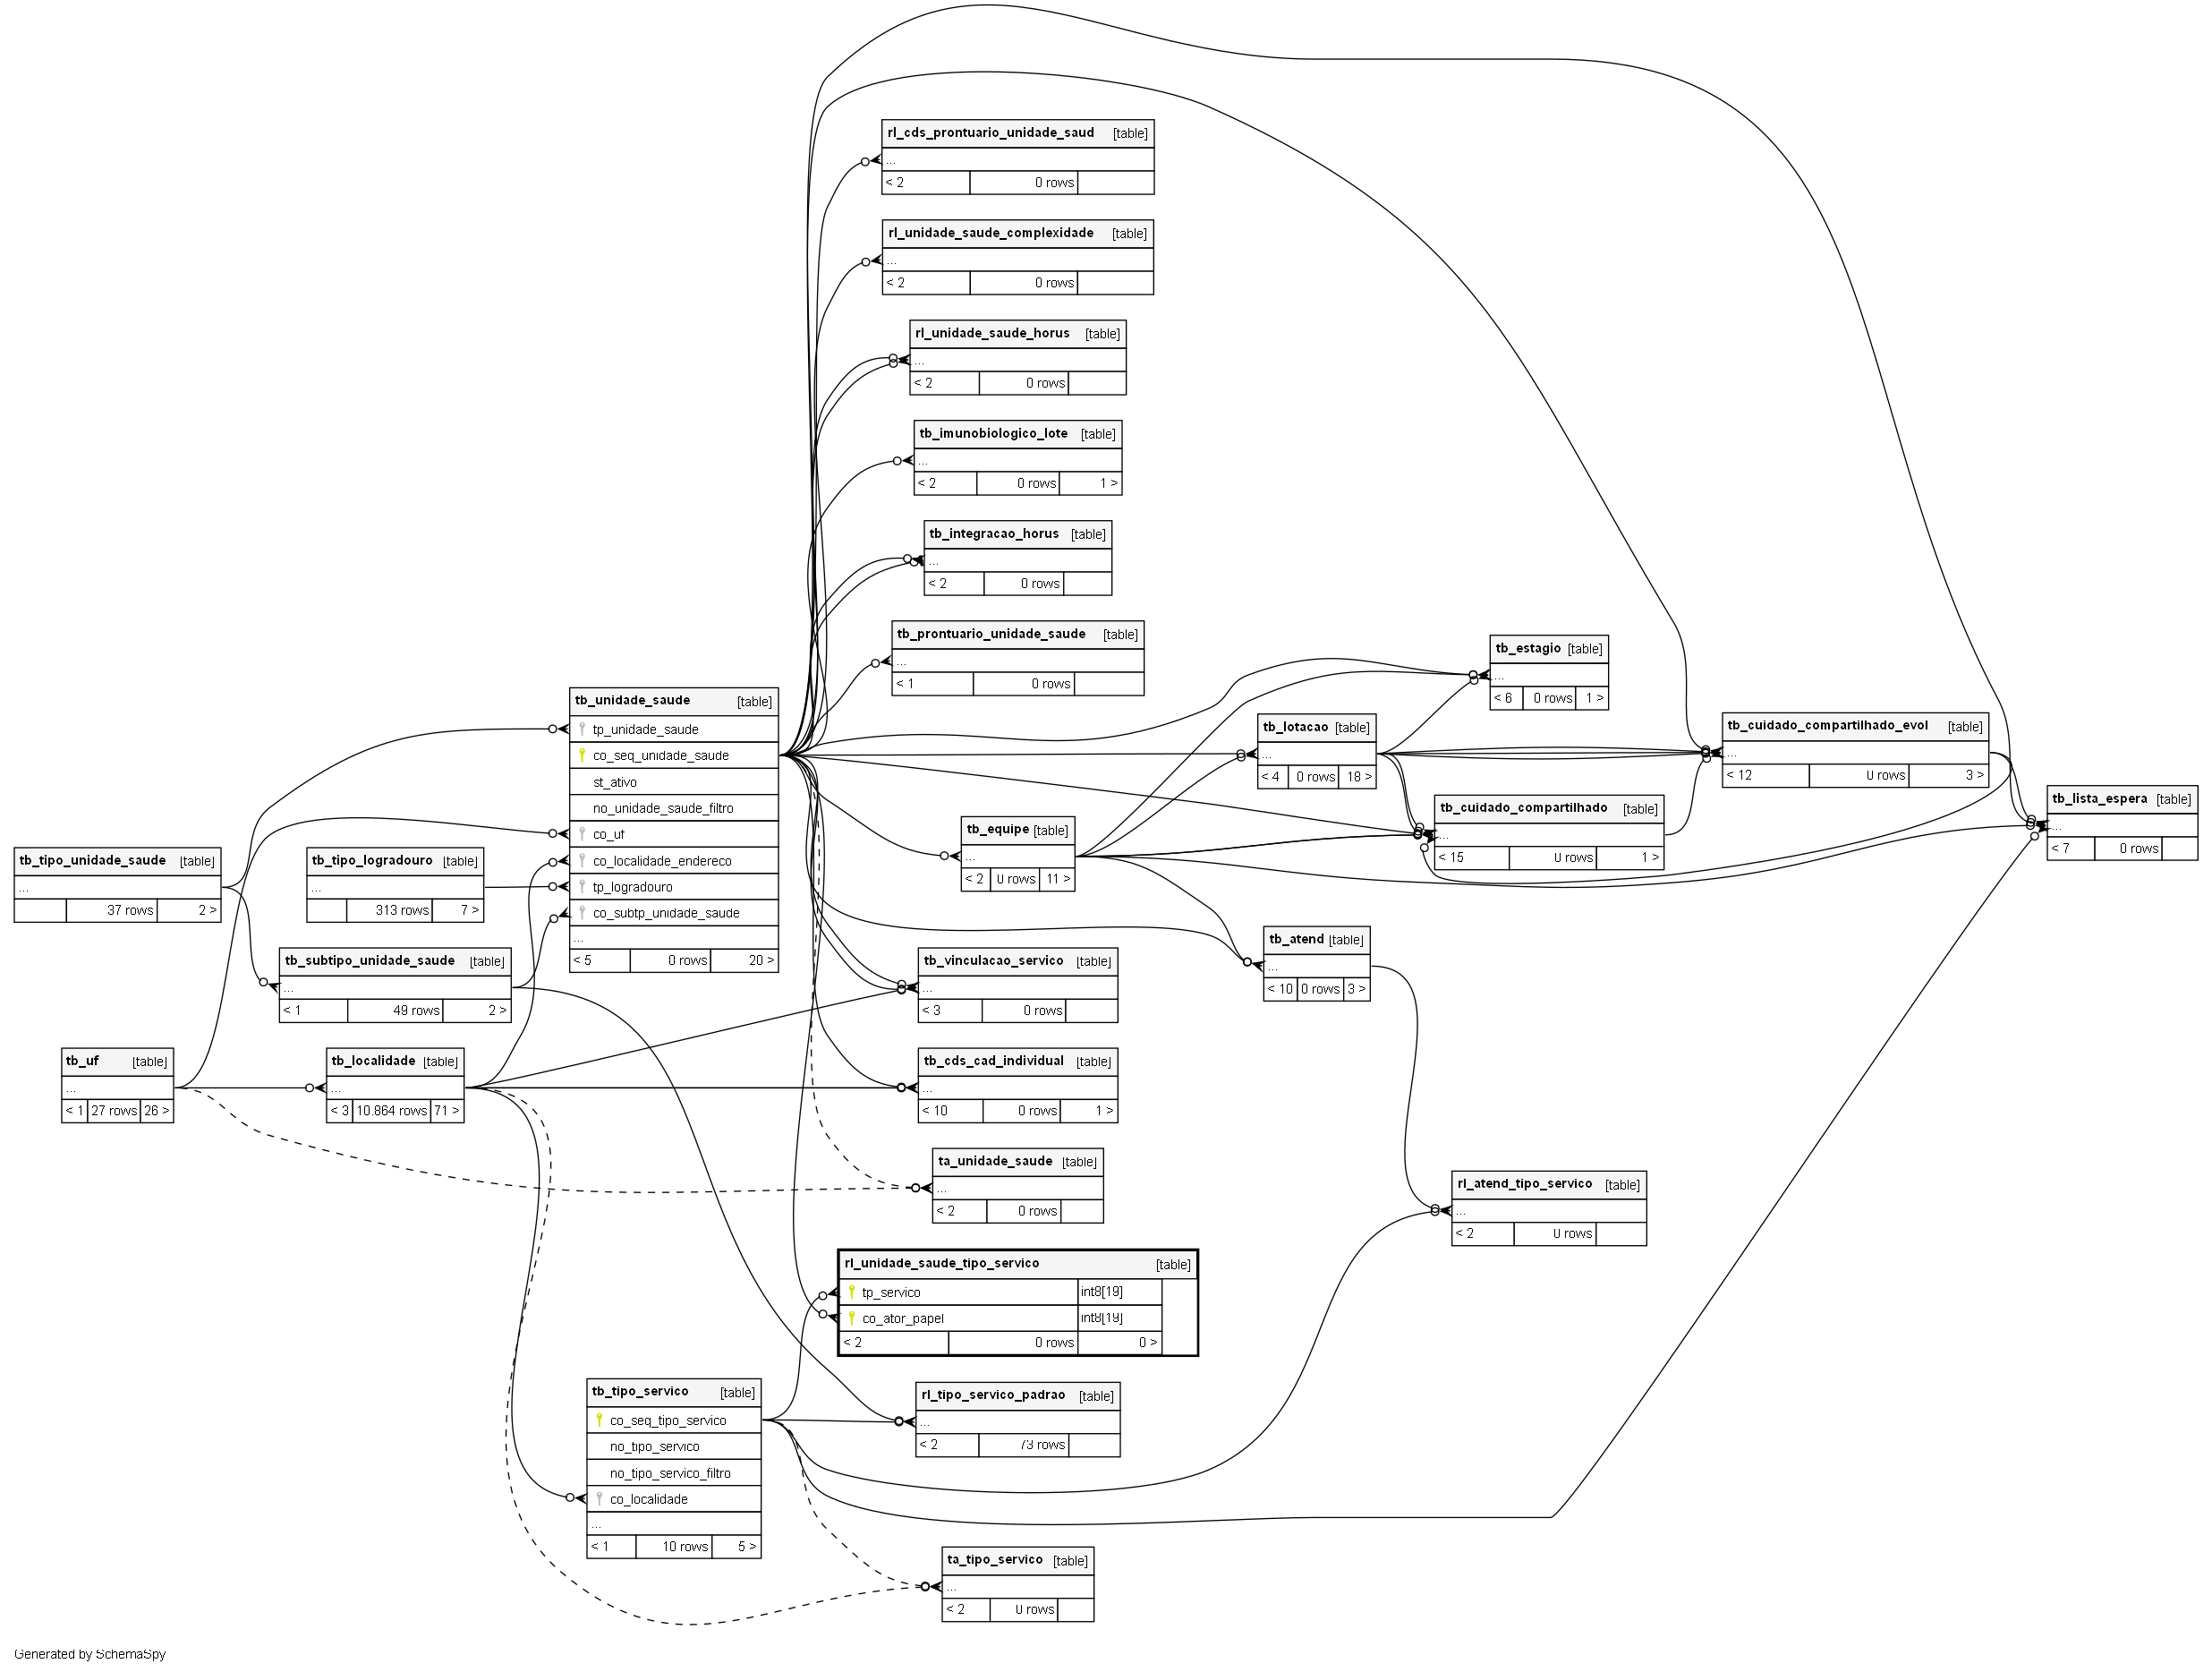 rl_cds_prontuario_unidade_saud [table]
...
< 2 0 rows
rl_unidade_saude_complexidade [table]
...
< 2 0 rows
rl_unidade_saude_horus [table]
...
< 2 0 rows
tb_imunobiologico_lote [table]
...
< 2 0 rows 1 >
tb_integracao_horus [table]
...
< 2 0 rows
tb_prontuario_unidade_saude [table]
...
< 1 0 rows
tb_estagio [table]
...
< 6 0 rows 1 >
tb_unidade_saude [table]
tp_unidade_saude
co_seq_unidade_saude
st_ativo
no_unidade_saude_filtro
co_uf
co_localidade_endereco
tp_logradouro
co_subtp_unidade_saude
...
< 5 0 rows 20 >
tb_lotacao [table]
...
< 4 0 rows 18 >
tb_cuidado_compartilhado_evol [table]
...
< 12 0 rows 3 >
tb_cuidado_compartilhado [table]
...
< 15 0 rows 1 >
tb_lista_espera [table]
...
< 7 0 rows
tb_equipe [table]
...
< 2 0 rows 11 >
tb_tipo_unidade_saude [table]
...
37 rows 2 >
tb_tipo_logradouro [table]
...
313 rows 7 >
tb_subtipo_unidade_saude [table]
...
< 1 49 rows 2 >
tb_vinculacao_servico [table]
...
< 3 0 rows
tb_atend [table]
...
< 10 0 rows 3 >
tb_uf [table]
...
< 1 27 rows 26 >
tb_localidade [table]
...
< 3 10.864 rows 71 >
tb_cds_cad_individual [table]
...
< 10 0 rows 1 >
ta_unidade_saude [table]
...
< 2 0 rows
rl_atend_tipo_servico [table]
...
< 2 0 rows
rl_unidade_saude_tipo_servico [table]
tp_servico int8[19]
co_ator_papel int8[19]
< 2 0 rows 0 >
tb_tipo_servico [table]
co_seq_tipo_servico
no_tipo_servico
no_tipo_servico_filtro
co_localidade
...
< 1 10 rows 5 >
rl_tipo_servico_padrao [table]
...
< 2 73 rows
ta_tipo_servico [table]
...
< 2 0 rows
Generated by SchemaSpy